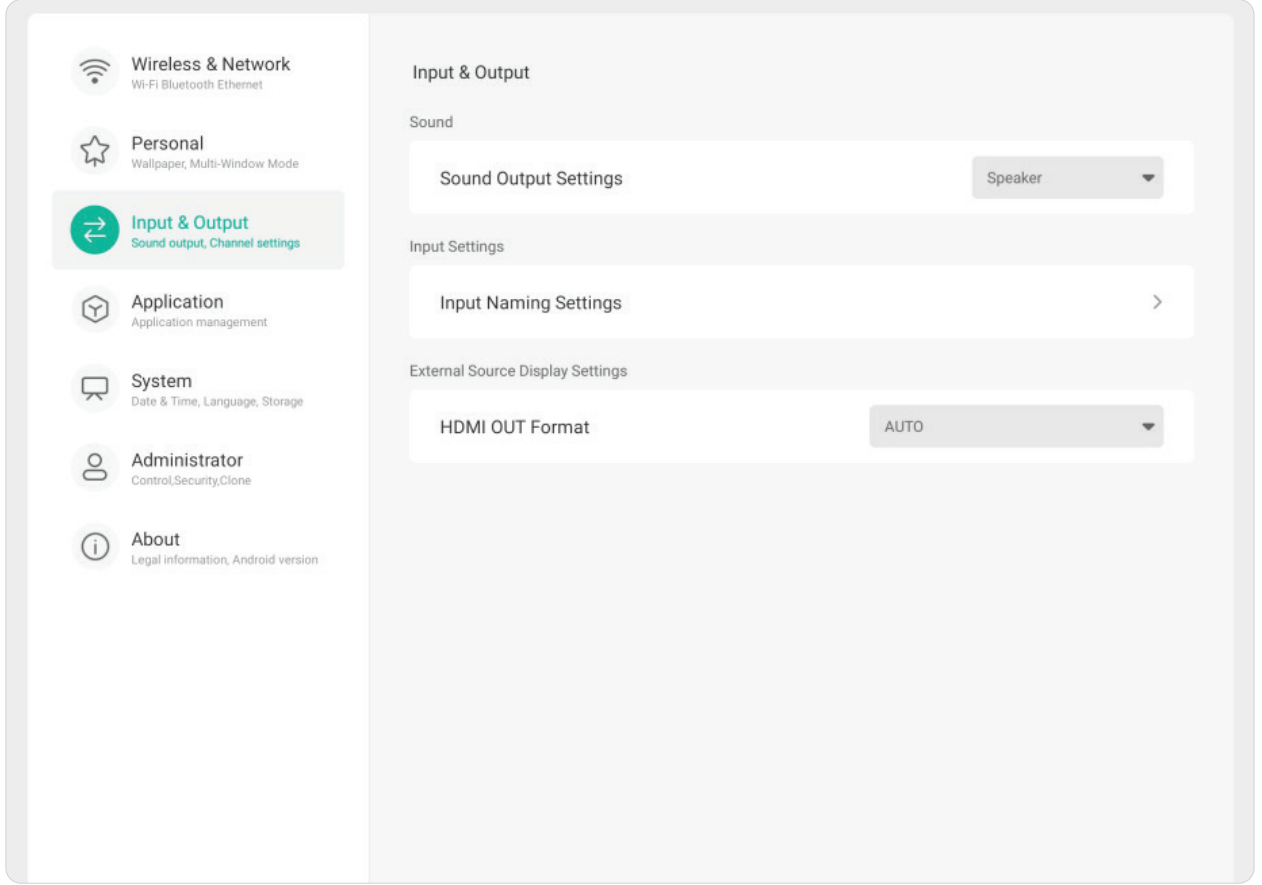 Wireless & Network
Wi-Fi Bluetooth Ethernet
Personal
Wallpaper, Multi-Window Mode
Input & Output
Sound output, Channel settings
Application
Application management
System
Date & Time, Language, Storage
Administrator
Control,Security,Clone
About
Legal information, Android version
Input & Output
Sound
Sound Output Settings Speaker
Input Settings
Input Naming Settings
External Source Display Settings
HDMI OUT Format AUTO